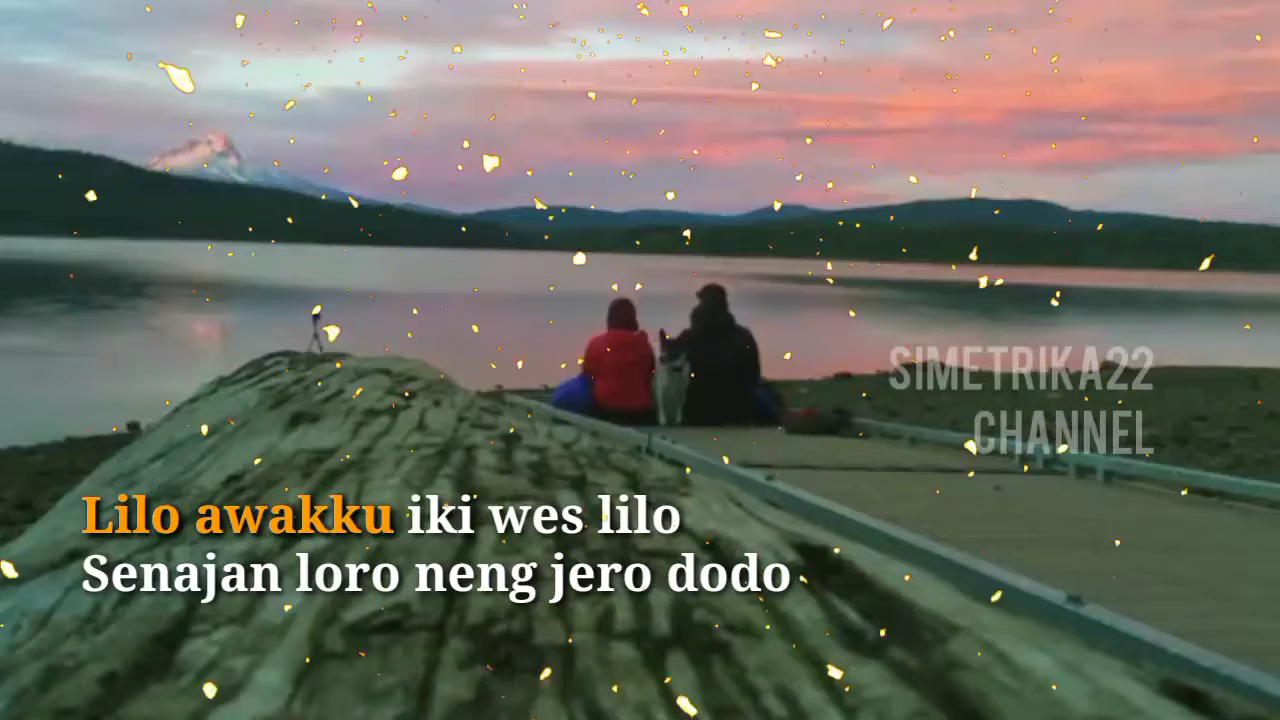 SIMETRIKA22
CHANNEL
Lilo awakku iki wes lilo
Senajan loro neng jero dodo